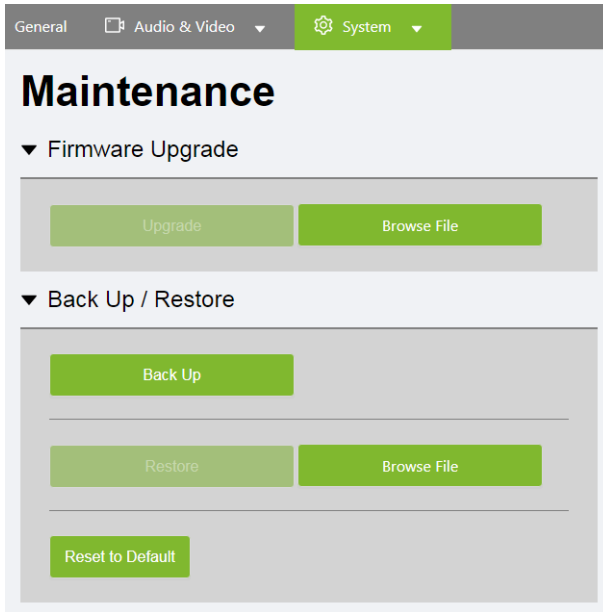 General Audio & Video System
Maintenance
Firmware Upgrade
Upgrade Browse File
Back Up / Restore
Back Up
Restore Browse File
Reset to Default